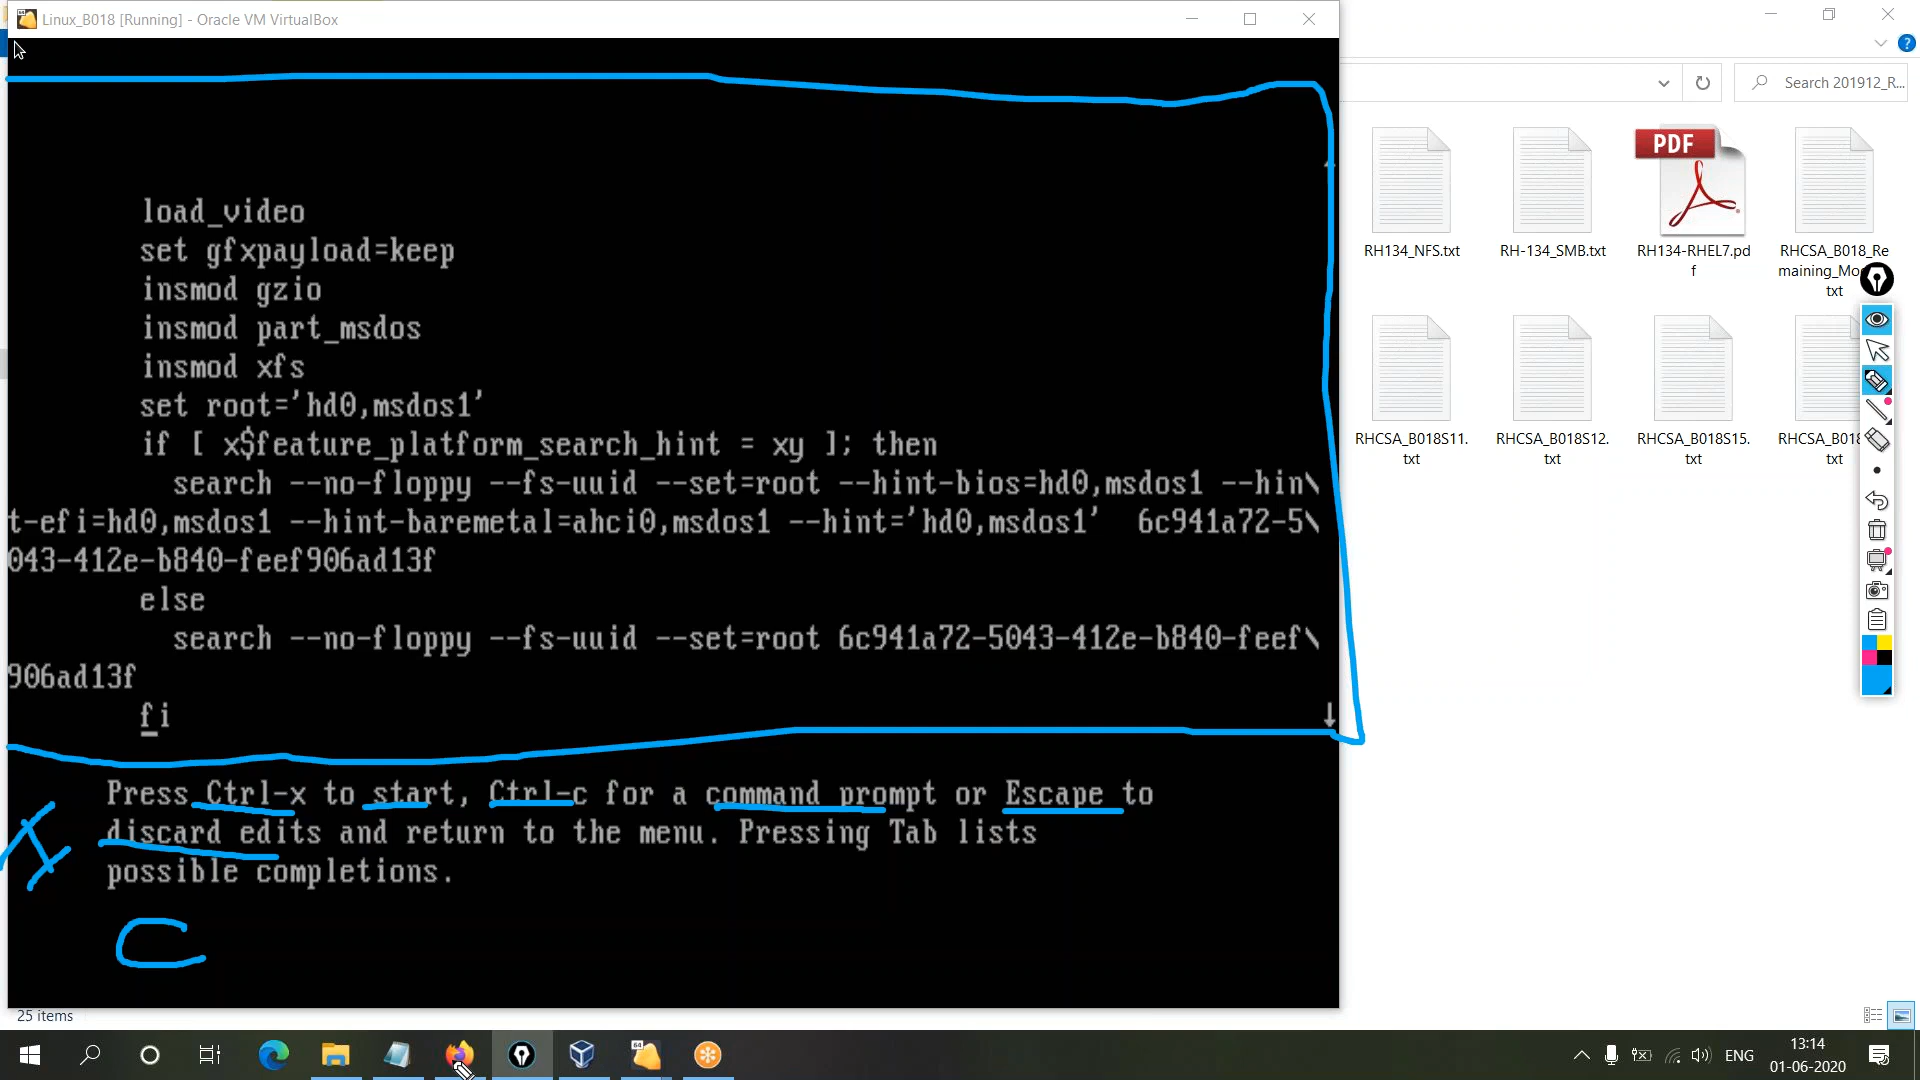 Linux_B018 [Running] - Oracle VM VirtualBox
load_video
set gfxpayload=keep
insmod gzio
insmod part_msdos
insmod xfs
set root='hd0,msdos1'
if [ x$feature_platform_search_hint = xy ]; then
search --no-floppy --fs-uuid --set=root --hint-bios=hd0,msdos1 --hin\
t-efi=hd0,msdos1 --hint-baremetal=ahci0,msdos1 --hint='hd0,msdos1'  6c941a72-5\
043-412e-b840-feef906ad13f
else
search --no-floppy --fs-uuid --set=root 6c941a72-5043-412e-b840-feef\
906ad13f
fi
Press Ctrl-x to start, Ctrl-c for a command prompt or Escape to
discard edits and return to the menu. Pressing Tab lists
possible completions.
X
C
Search 201912_R...
PDF
RH134_NFS.txt
RH-134_SMB.txt
RH134-RHEL7.pd
f
RHCSA_B018_Re
maining_Mo
txt
RHCSA_B018S11.
txt
RHCSA_B018S12.
txt
RHCSA_B018S15.
txt
RHCSA_B018
txt
25 items
64
ENG
13:14
01-06-2020